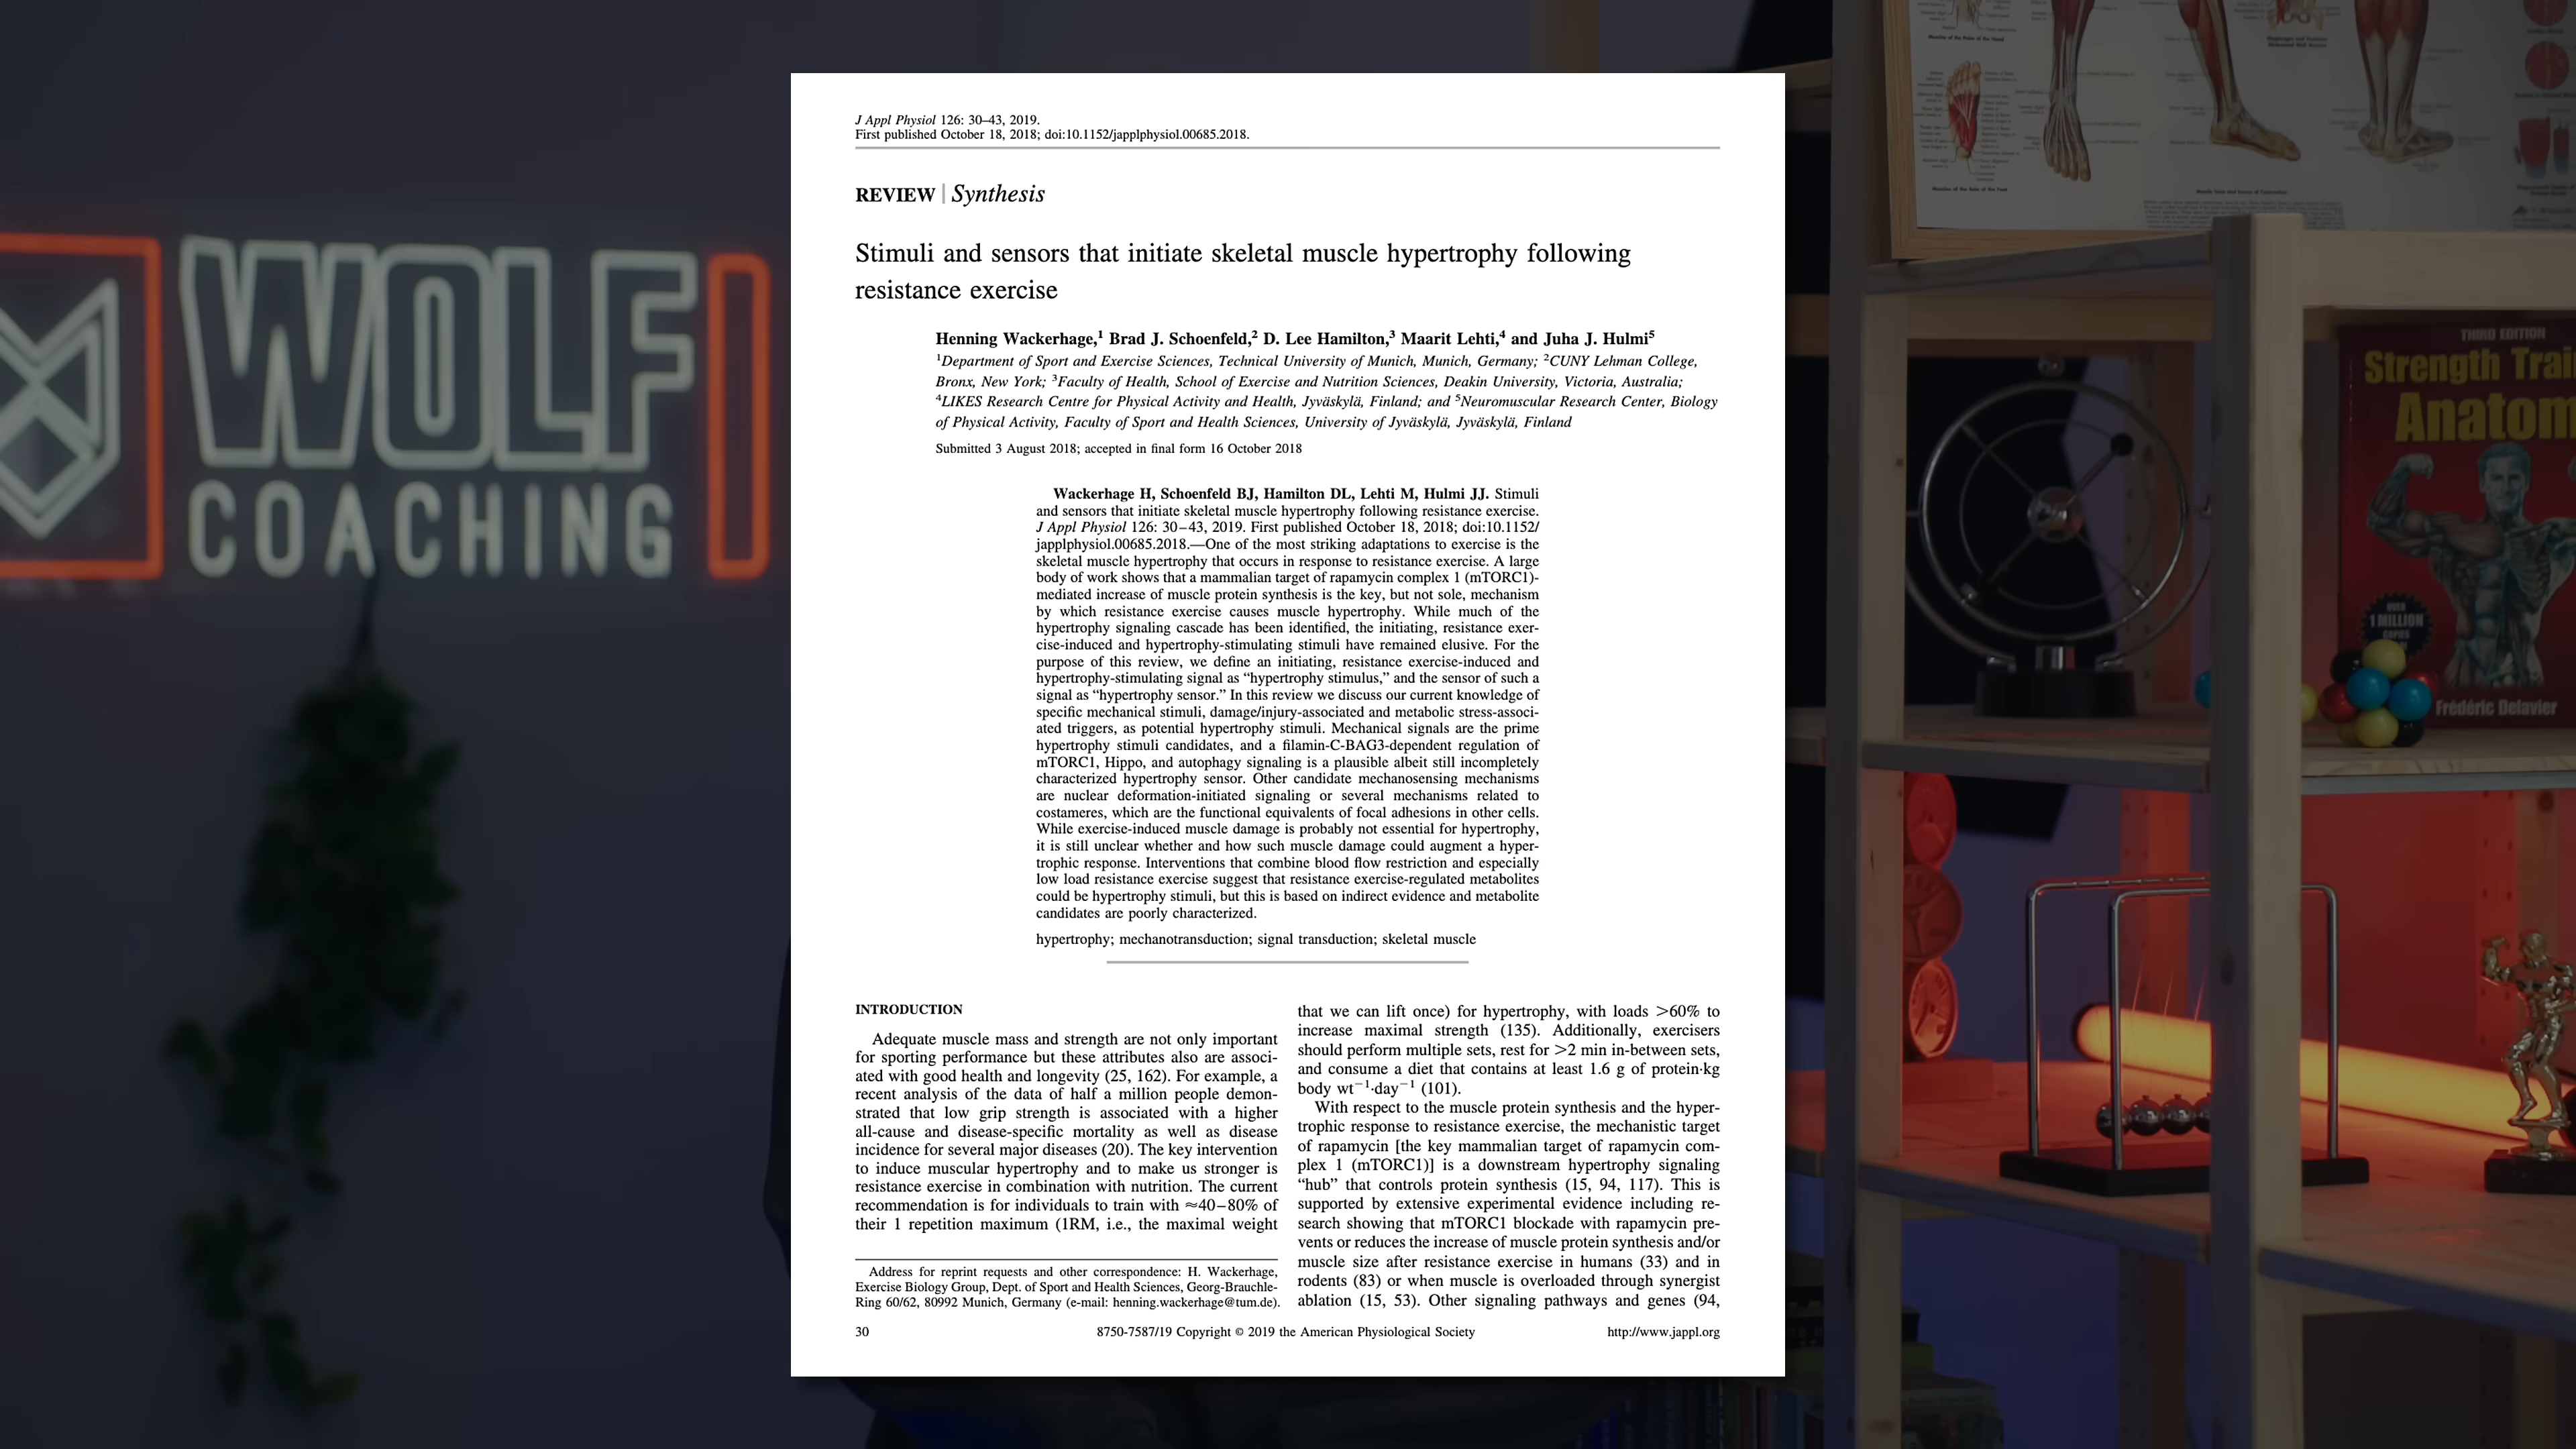 WOLF
COACHING
J Appl Physiol 126: 30–43, 2019.
First published October 18, 2018; doi:10.1152/japplphysiol.00685.2018.
REVIEW | Synthesis
Stimuli and sensors that initiate skeletal muscle hypertrophy following
resistance exercise
Henning Wackerhage,1 Brad J. Schoenfeld,2 D. Lee Hamilton,3 Maarit Lehti,4 and Juha J. Hulmi5
1Department of Sport and Exercise Sciences, Technical University of Munich, Munich, Germany; 2CUNY Lehman College,
Bronx, New York; 3Faculty of Health, School of Exercise and Nutrition Sciences, Deakin University, Victoria, Australia;
4LIKES Research Centre for Physical Activity and Health, Jyväskylä, Finland; and 5Neuromuscular Research Center, Biology
of Physical Activity, Faculty of Sport and Health Sciences, University of Jyväskylä, Jyväskylä, Finland
Submitted 3 August 2018; accepted in final form 16 October 2018
Wackerhage H, Schoenfeld BJ, Hamilton DL, Lehti M, Hulmi JJ. Stimuli
and sensors that initiate skeletal muscle hypertrophy following resistance exercise.
J Appl Physiol 126: 30–43, 2019. First published October 18, 2018; doi:10.1152/
japplphysiol.00685.2018.—One of the most striking adaptations to exercise is the
skeletal muscle hypertrophy that occurs in response to resistance exercise. A large
body of work shows that a mammalian target of rapamycin complex 1 (mTORC1)-
mediated increase of muscle protein synthesis is the key, but not sole, mechanism
by which resistance exercise causes muscle hypertrophy. While much of the
hypertrophy signaling cascade has been identified, the initiating, resistance exer-
cise-induced and hypertrophy-stimulating stimuli have remained elusive. For the
purpose of this review, we define an initiating, resistance exercise-induced and
hypertrophy-stimulating signal as “hypertrophy stimulus,” and the sensor of such a
signal as “hypertrophy sensor.” In this review we discuss our current knowledge of
specific mechanical stimuli, damage/injury-associated and metabolic stress-associ-
ated triggers, as potential hypertrophy stimuli. Mechanical signals are the prime
hypertrophy stimuli candidates, and a filamin-C-BAG3-dependent regulation of
mTORC1, Hippo, and autophagy signaling is a plausible albeit still incompletely
characterized hypertrophy sensor. Other candidate mechanosensing mechanisms
are nuclear deformation-initiated signaling or several mechanisms related to
costameres, which are the functional equivalents of focal adhesions in other cells.
While exercise-induced muscle damage is probably not essential for hypertrophy,
it is still unclear whether and how such muscle damage could augment a hyper-
trophic response. Interventions that combine blood flow restriction and especially
low load resistance exercise suggest that resistance exercise-regulated metabolites
could be hypertrophy stimuli, but this is based on indirect evidence and metabolite
candidates are poorly characterized.
hypertrophy; mechanotransduction; signal transduction; skeletal muscle
INTRODUCTION
Adequate muscle mass and strength are not only important
for sporting performance but these attributes also are associ-
ated with good health and longevity (25, 162). For example, a
recent analysis of the data of half a million people demon-
strated that low grip strength is associated with a higher
all-cause and disease-specific mortality as well as disease
incidence for several major diseases (20). The key intervention
to induce muscular hypertrophy and to make us stronger is
resistance exercise in combination with nutrition. The current
recommendation is for individuals to train with ≈40–80% of
their 1 repetition maximum (1RM, i.e., the maximal weight
Address for reprint requests and other correspondence: H. Wackerhage,
Exercise Biology Group, Dept. of Sport and Health Sciences, Georg-Brauchle-
Ring 60/62, 80992 Munich, Germany (e-mail: henning.wackerhage@tum.de).
that we can lift once) for hypertrophy, with loads >60% to
increase maximal strength (135). Additionally, exercisers
should perform multiple sets, rest for >2 min in-between sets,
and consume a diet that contains at least 1.6 g of protein·kg
body wt−1·day−1 (101).
With respect to the muscle protein synthesis and the hyper-
trophic response to resistance exercise, the mechanistic target
of rapamycin [the key mammalian target of rapamycin com-
plex 1 (mTORC1)] is a downstream hypertrophy signaling
“hub” that controls protein synthesis (15, 94, 117). This is
supported by extensive experimental evidence including re-
search showing that mTORC1 blockade with rapamycin pre-
vents or reduces the increase of muscle protein synthesis and/or
muscle size after resistance exercise in humans (33) and in
rodents (83) or when muscle is overloaded through synergist
ablation (15, 53). Other signaling pathways and genes (94,
30
8750-7587/19 Copyright © 2019 the American Physiological Society
http://www.jappl.org
THIRD EDITION
Strength Trai
Anatom
OVER
1 MILLION
COPIES
Frédéric Delavier